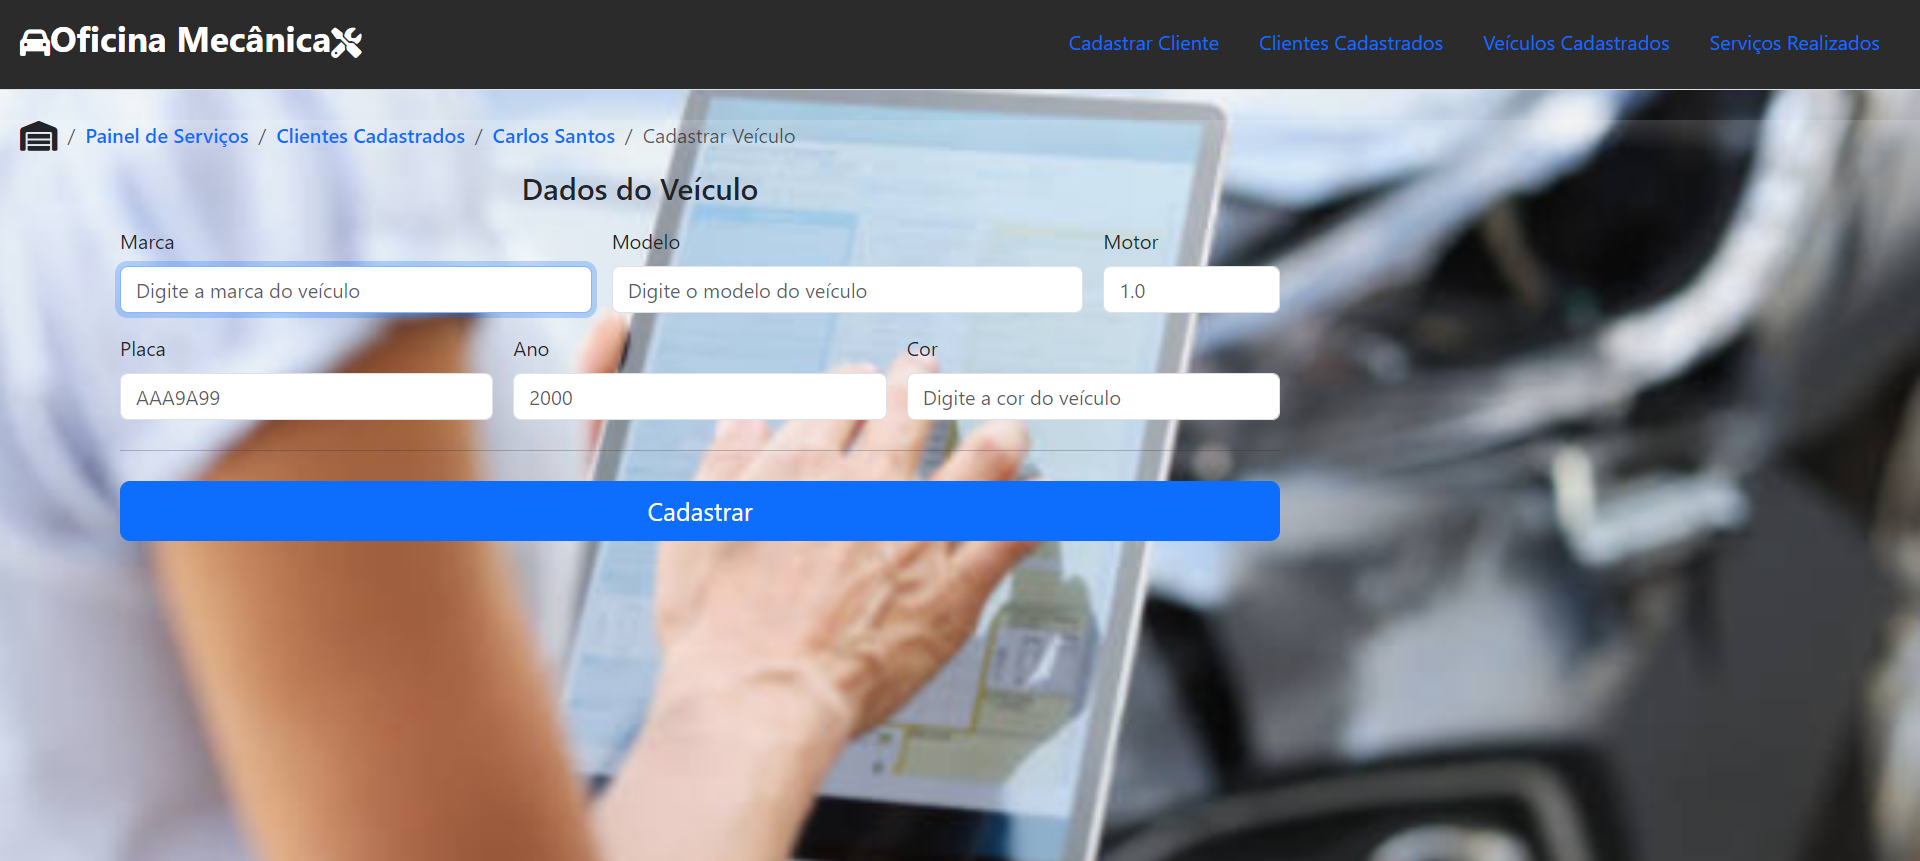 Oficina Mecânica
Cadastrar Cliente Clientes Cadastrados Veículos Cadastrados Serviços Realizados
/ Painel de Serviços / Clientes Cadastrados / Carlos Santos / Cadastrar Veículo
Dados do Veículo
Marca Modelo Motor
Digite a marca do veículo Digite o modelo do veículo 1.0
Placa Ano Cor
AAA9A99 2000 Digite a cor do veículo
Cadastrar